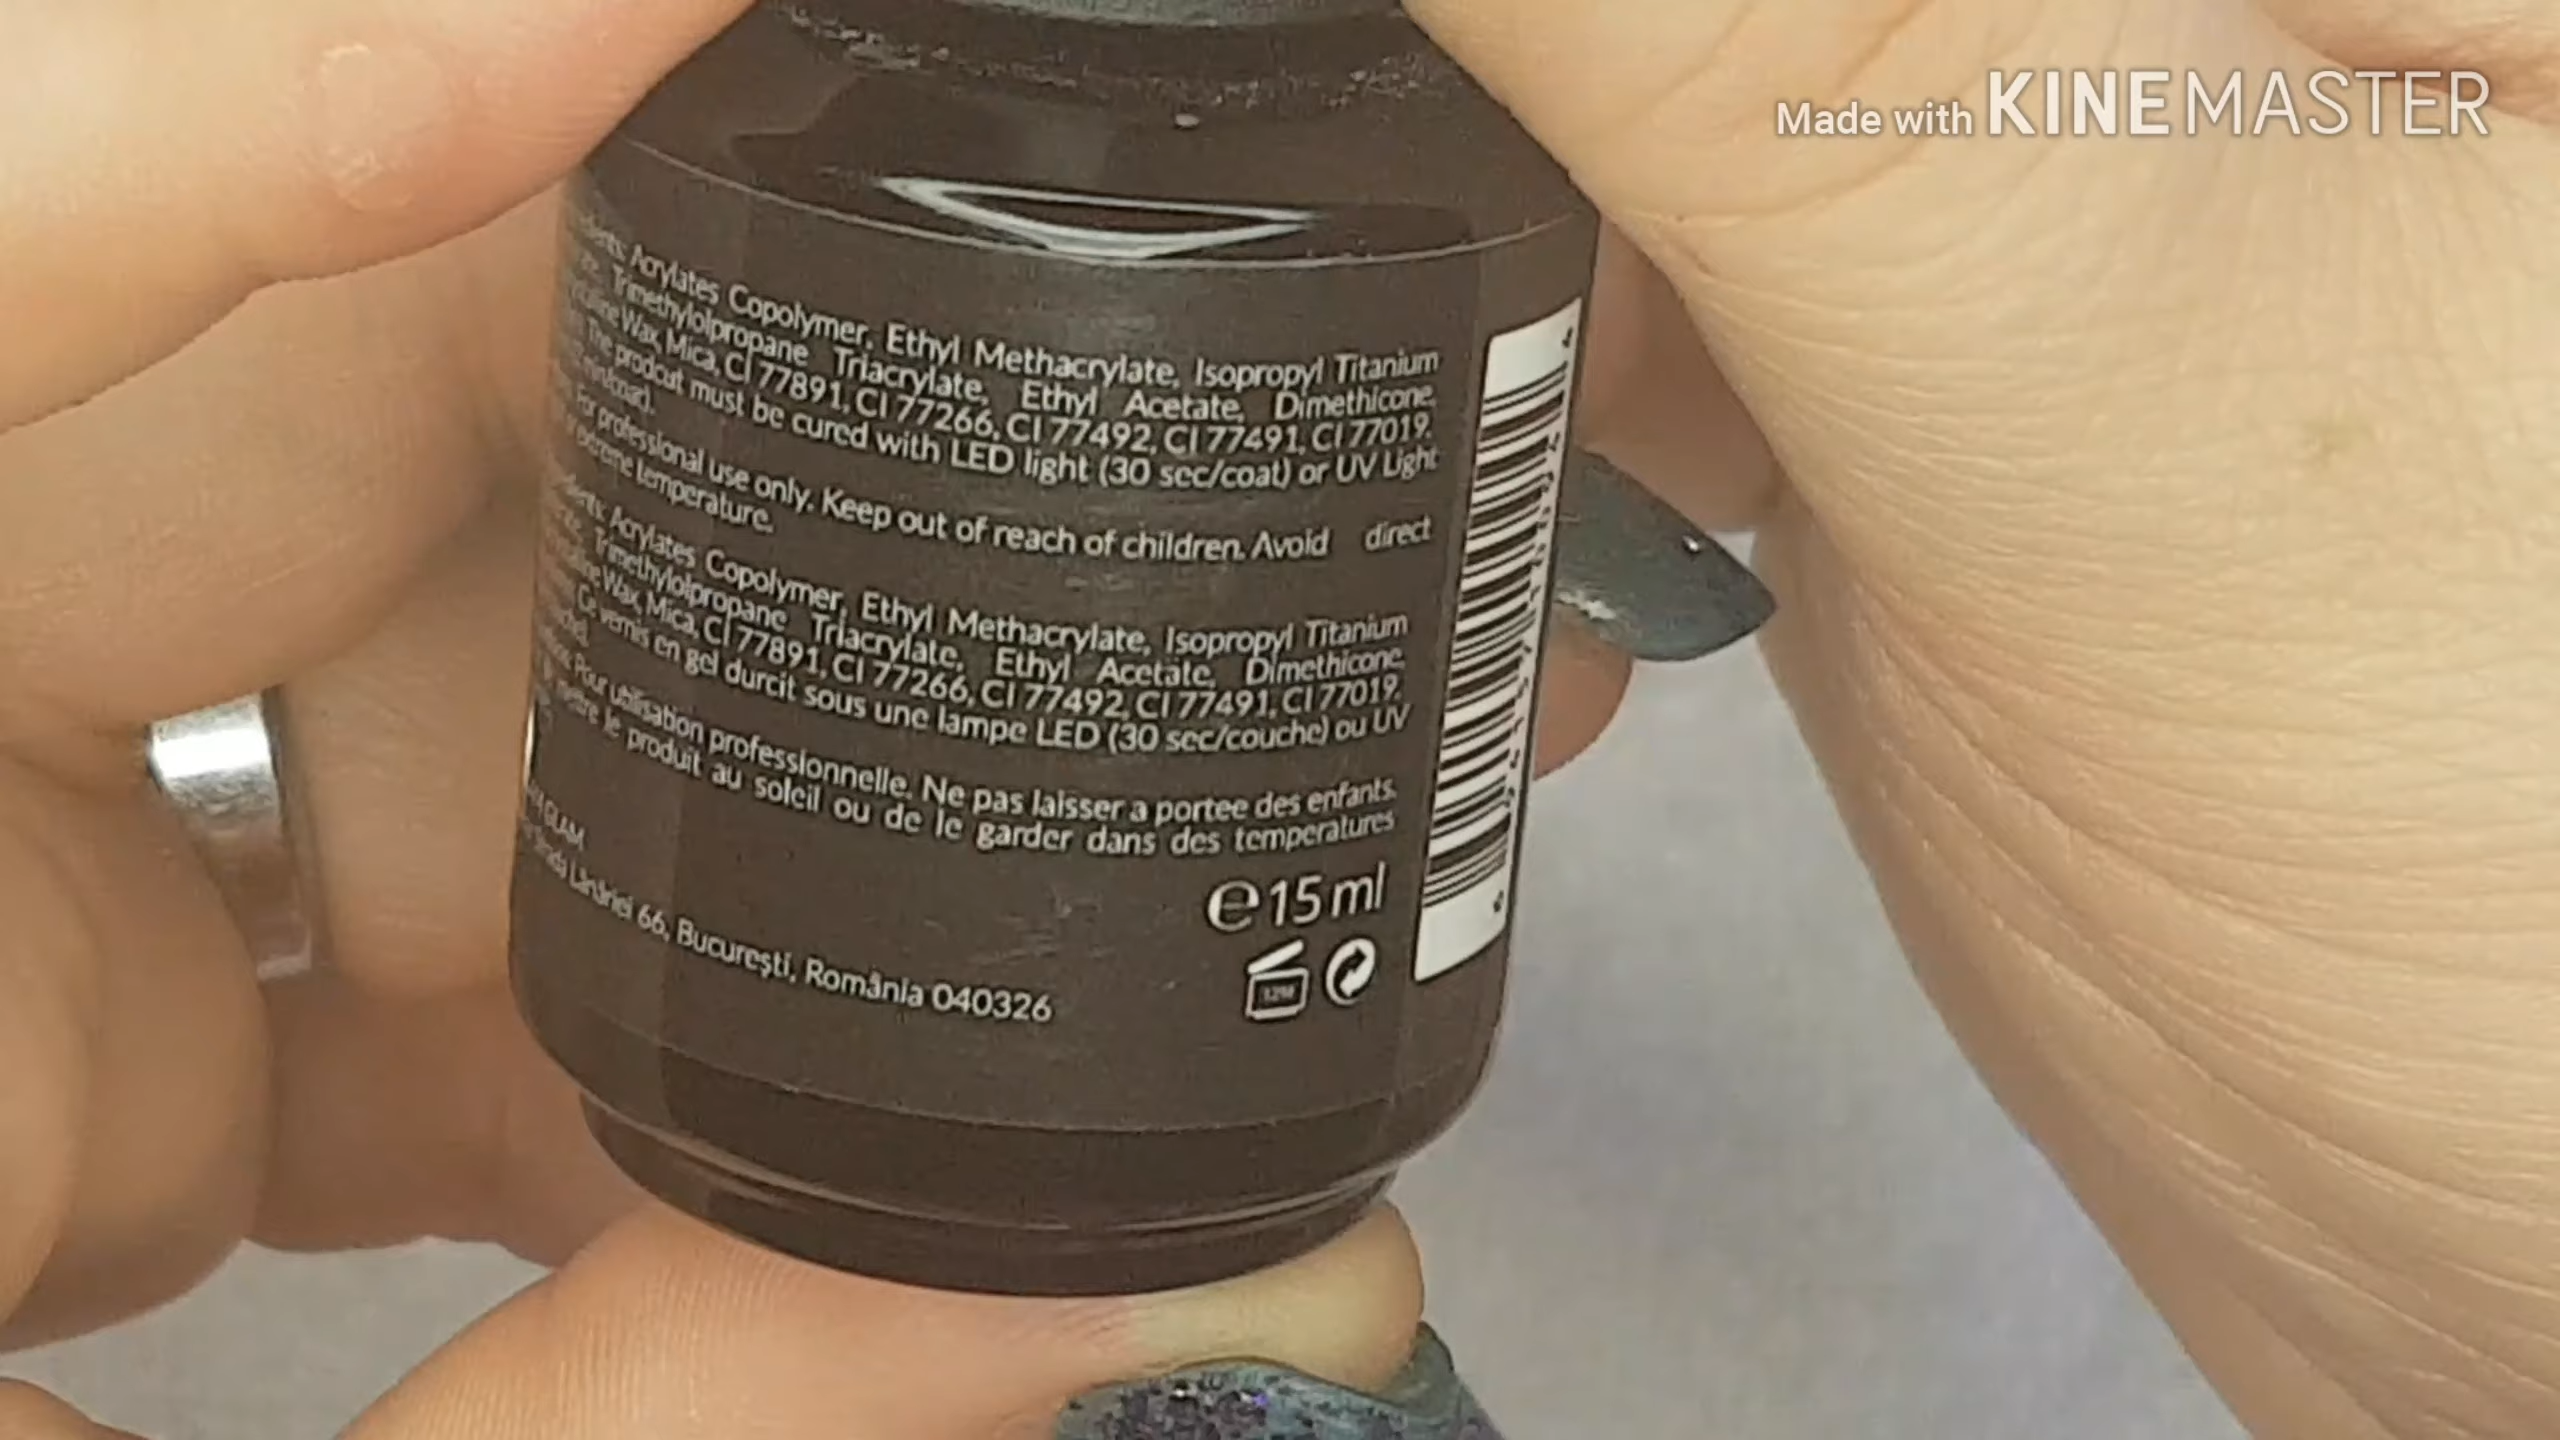 Made with KINEMASTER
Acrylates Copolymer, Ethyl Methacrylate, Isopropyl Titanium
Trimethylolpropane Triacrylate, Ethyl Acetate, Dimethicone,
Wax, Mica, CI 77891, CI 77266, CI 77492, CI 77491, CI 77019.
The prodcut must be cured with LED light (30 sec/coat) or UV Light
For professional use only. Keep out of reach of children. Avoid direct
extreme temperature.
Acrylates Copolymer, Ethyl Methacrylate, Isopropyl Titanium
Trimethylolpropane Triacrylate, Ethyl Acetate, Dimethicone,
Wax, Mica, CI 77891, CI 77266, CI 77492, CI 77491, CI 77019.
Ce vernis en gel durcit sous une lampe LED (30 sec/couche) ou UV
Pour utilisation professionnelle. Ne pas laisser a portee des enfants.
le produit au soleil ou de le garder dans des temperatures
GLAM
℮15 ml
66, București, România 040326
12M